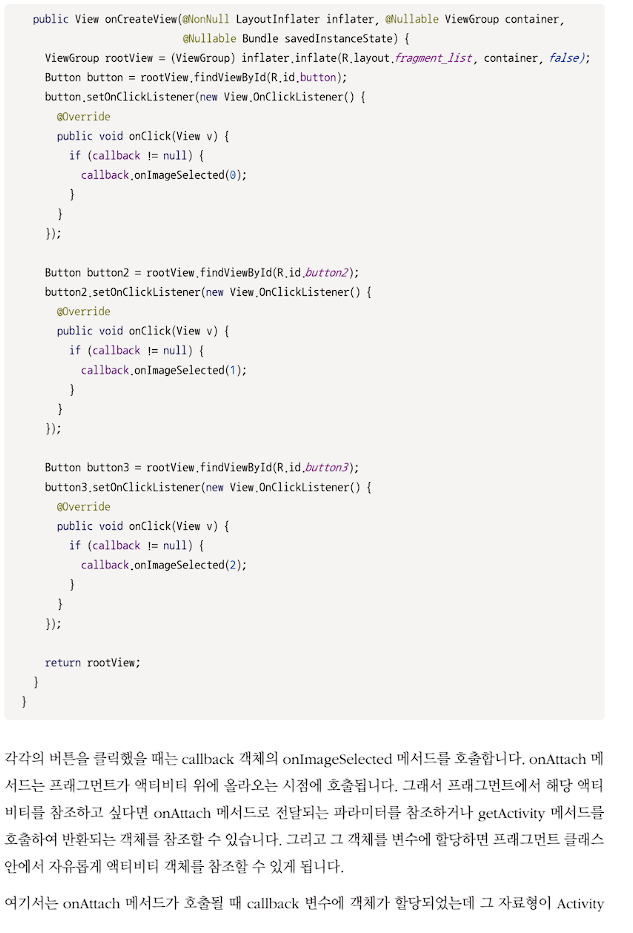 public View onCreateView(@NonNull LayoutInflater inflater, @Nullable ViewGroup container,
@Nullable Bundle savedInstanceState) {
ViewGroup rootView = (ViewGroup) inflater.inflate(R.layout.fragment_list, container, false);
Button button = rootView.findViewById(R.id.button);
button.setOnClickListener(new View.OnClickListener() {
@Override
public void onClick(View v) {
if (callback != null) {
callback.onImageSelected(0);
}
}
});
Button button2 = rootView.findViewById(R.id.button2);
button2.setOnClickListener(new View.OnClickListener() {
@Override
public void onClick(View v) {
if (callback != null) {
callback.onImageSelected(1);
}
}
});
Button button3 = rootView.findViewById(R.id.button3);
button3.setOnClickListener(new View.OnClickListener() {
@Override
public void onClick(View v) {
if (callback != null) {
callback.onImageSelected(2);
}
}
});
return rootView;
}
}
각각의 버튼을 클릭했을 때는 callback 객체의 onImageSelected 메서드를 호출합니다. onAttach 메
서드는 프래그먼트가 액티비티 위에 올라오는 시점에 호출됩니다. 그래서 프래그먼트에서 해당 액티
비티를 참조하고 싶다면 onAttach 메서드로 전달되는 파라미터를 참조하거나 getActivity 메서드를
호출하여 반환되는 객체를 참조할 수 있습니다. 그리고 그 객체를 변수에 할당하면 프래그먼트 클래스
안에서 자유롭게 액티비티 객체를 참조할 수 있게 됩니다.
여기서는 onAttach 메서드가 호출될 때 callback 변수에 객체가 할당되었는데 그 자료형이 Activity